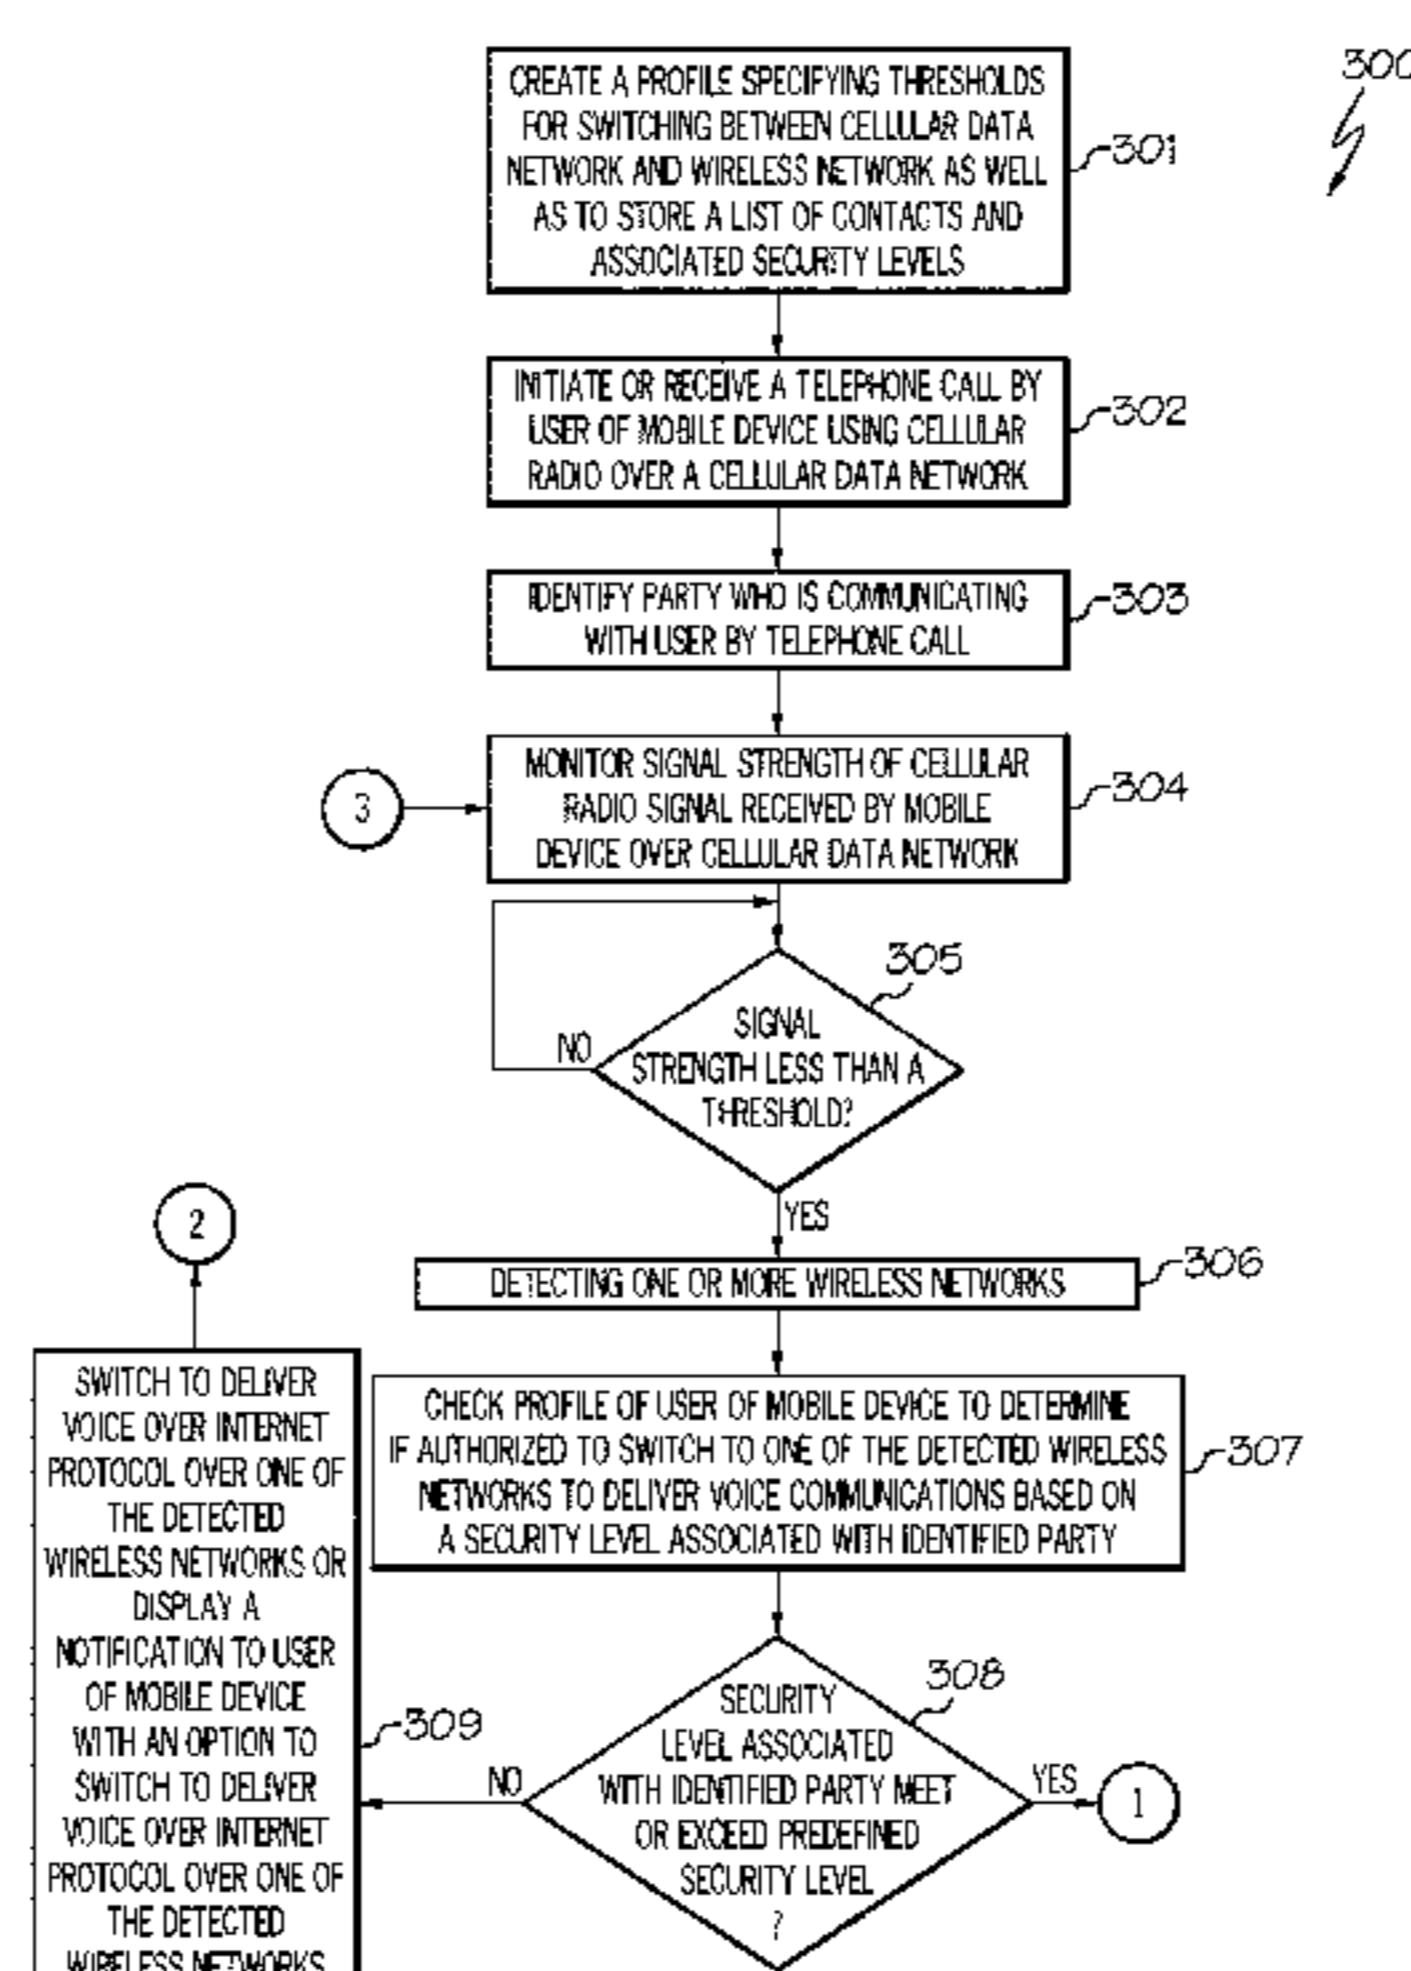 300
CREATE A PROFILE SPECIFYING THRESHOLDS
FOR SWITCHING BETWEEN CELLULAR DATA
NETWORK AND WIRELESS NETWORK AS WELL
AS TO STORE A LIST OF CONTACTS AND
ASSOCIATED SECURITY LEVELS
301
INITIATE OR RECEIVE A TELEPHONE CALL BY
USER OF MOBILE DEVICE USING CELLULAR
RADIO OVER A CELLULAR DATA NETWORK
302
IDENTIFY PARTY WHO IS COMMUNICATING
WITH USER BY TELEPHONE CALL
303
3
MONITOR SIGNAL STRENGTH OF CELLULAR
RADIO SIGNAL RECEIVED BY MOBILE
DEVICE OVER CELLULAR DATA NETWORK
304
305
SIGNAL
STRENGTH LESS THAN A
THRESHOLD?
NO
YES
2
DETECTING ONE OR MORE WIRELESS NETWORKS
306
CHECK PROFILE OF USER OF MOBILE DEVICE TO DETERMINE
IF AUTHORIZED TO SWITCH TO ONE OF THE DETECTED WIRELESS
NETWORKS TO DELIVER VOICE COMMUNICATIONS BASED ON
A SECURITY LEVEL ASSOCIATED WITH IDENTIFIED PARTY
307
308
SECURITY
LEVEL ASSOCIATED
WITH IDENTIFIED PARTY MEET
OR EXCEED PREDEFINED
SECURITY LEVEL
?
YES
1
NO
309
SWITCH TO DELIVER
VOICE OVER INTERNET
PROTOCOL OVER ONE OF
THE DETECTED
WIRELESS NETWORKS OR
DISPLAY A
NOTIFICATION TO USER
OF MOBILE DEVICE
WITH AN OPTION TO
SWITCH TO DELIVER
VOICE OVER INTERNET
PROTOCOL OVER ONE OF
THE DETECTED
WIRELESS NETWORKS